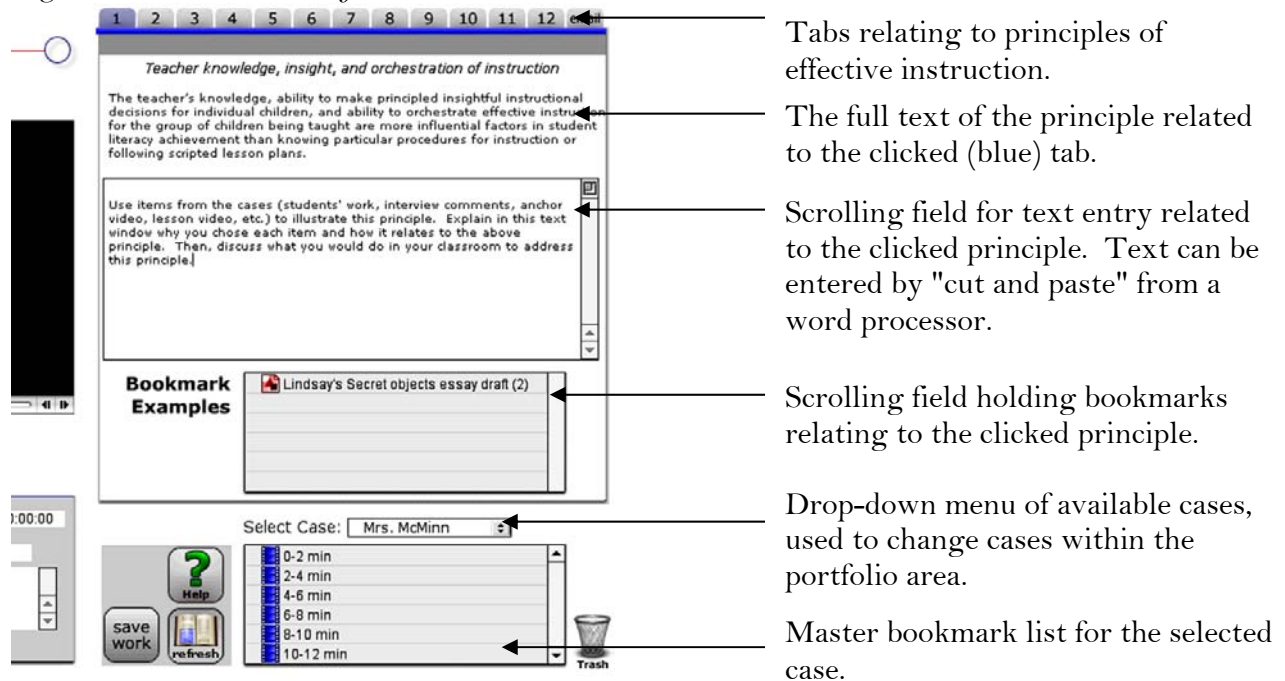 1 2 3 4 5 6 7 8 9 10 11 12 email
Teacher knowledge, insight, and orchestration of instruction
The teacher's knowledge, ability to make principled insightful instructional
decisions for individual children, and ability to orchestrate effective instruction
for the group of children being taught are more influential factors in student
literacy achievement than knowing particular procedures for instruction or
following scripted lesson plans.
Use items from the cases (students' work, interview comments, anchor
video, lesson video, etc.) to illustrate this principle. Explain in this text
window why you chose each item and how it relates to the above
principle. Then, discuss what you would do in your classroom to address
this principle.
Bookmark
Examples
Lindsay's Secret objects essay draft (2)
:00:00
Select Case: Mrs. McMinn
0-2 min
2-4 min
4-6 min
6-8 min
8-10 min
10-12 min
Help
save
work
refresh
Trash
Tabs relating to principles of
effective instruction.
The full text of the principle related
to the clicked (blue) tab.
Scrolling field for text entry related
to the clicked principle. Text can be
entered by "cut and paste" from a
word processor.
Scrolling field holding bookmarks
relating to the clicked principle.
Drop-down menu of available cases,
used to change cases within the
portfolio area.
Master bookmark list for the selected
case.